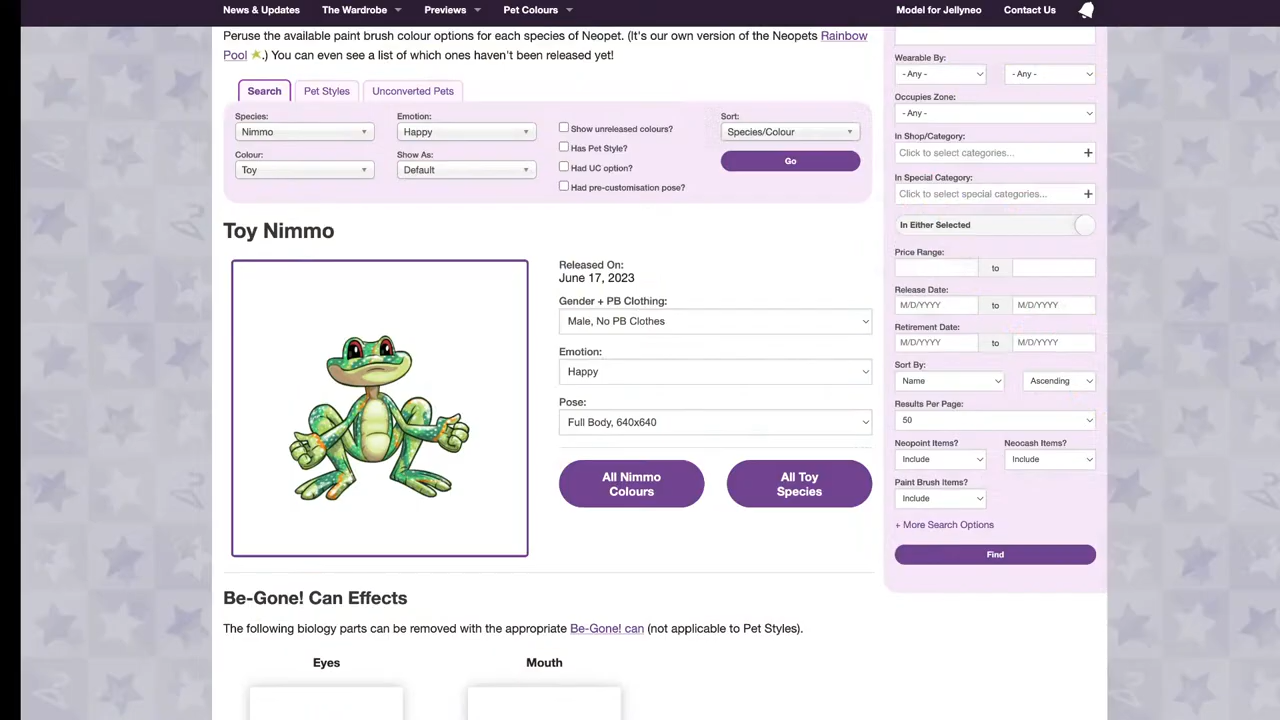 News & Updates The Wardrobe Previews Pet Colours Model for Jellyneo Contact Us
Peruse the available paint brush colour options for each species of Neopet. (It's our own version of the Neopets Rainbow
Pool .) You can even see a list of which ones haven't been released yet!
Search Pet Styles Unconverted Pets
Species: Emotion: Sort:
Nimmo Happy Show unreleased colours? Species/Colour
Has Pet Style?
Colour: Show As: Go
Toy Default Had UC option?
Had pre-customisation pose?
Toy Nimmo
Released On:
June 17, 2023
Gender + PB Clothing:
Male, No PB Clothes
Emotion:
Happy
Pose:
Full Body, 640x640
All Nimmo
Colours
All Toy
Species
Be-Gone! Can Effects
The following biology parts can be removed with the appropriate Be-Gone! can (not applicable to Pet Styles).
Eyes Mouth
Wearable By:
- Any - - Any -
Occupies Zone:
- Any -
In Shop/Category:
Click to select categories... +
In Special Category:
Click to select special categories... +
In Either Selected
Price Range:
to
Release Date:
M/D/YYYY to M/D/YYYY
Retirement Date:
M/D/YYYY to M/D/YYYY
Sort By:
Name Ascending
Results Per Page:
50
Neopoint Items? Neocash Items?
Include Include
Paint Brush Items?
Include
+ More Search Options
Find